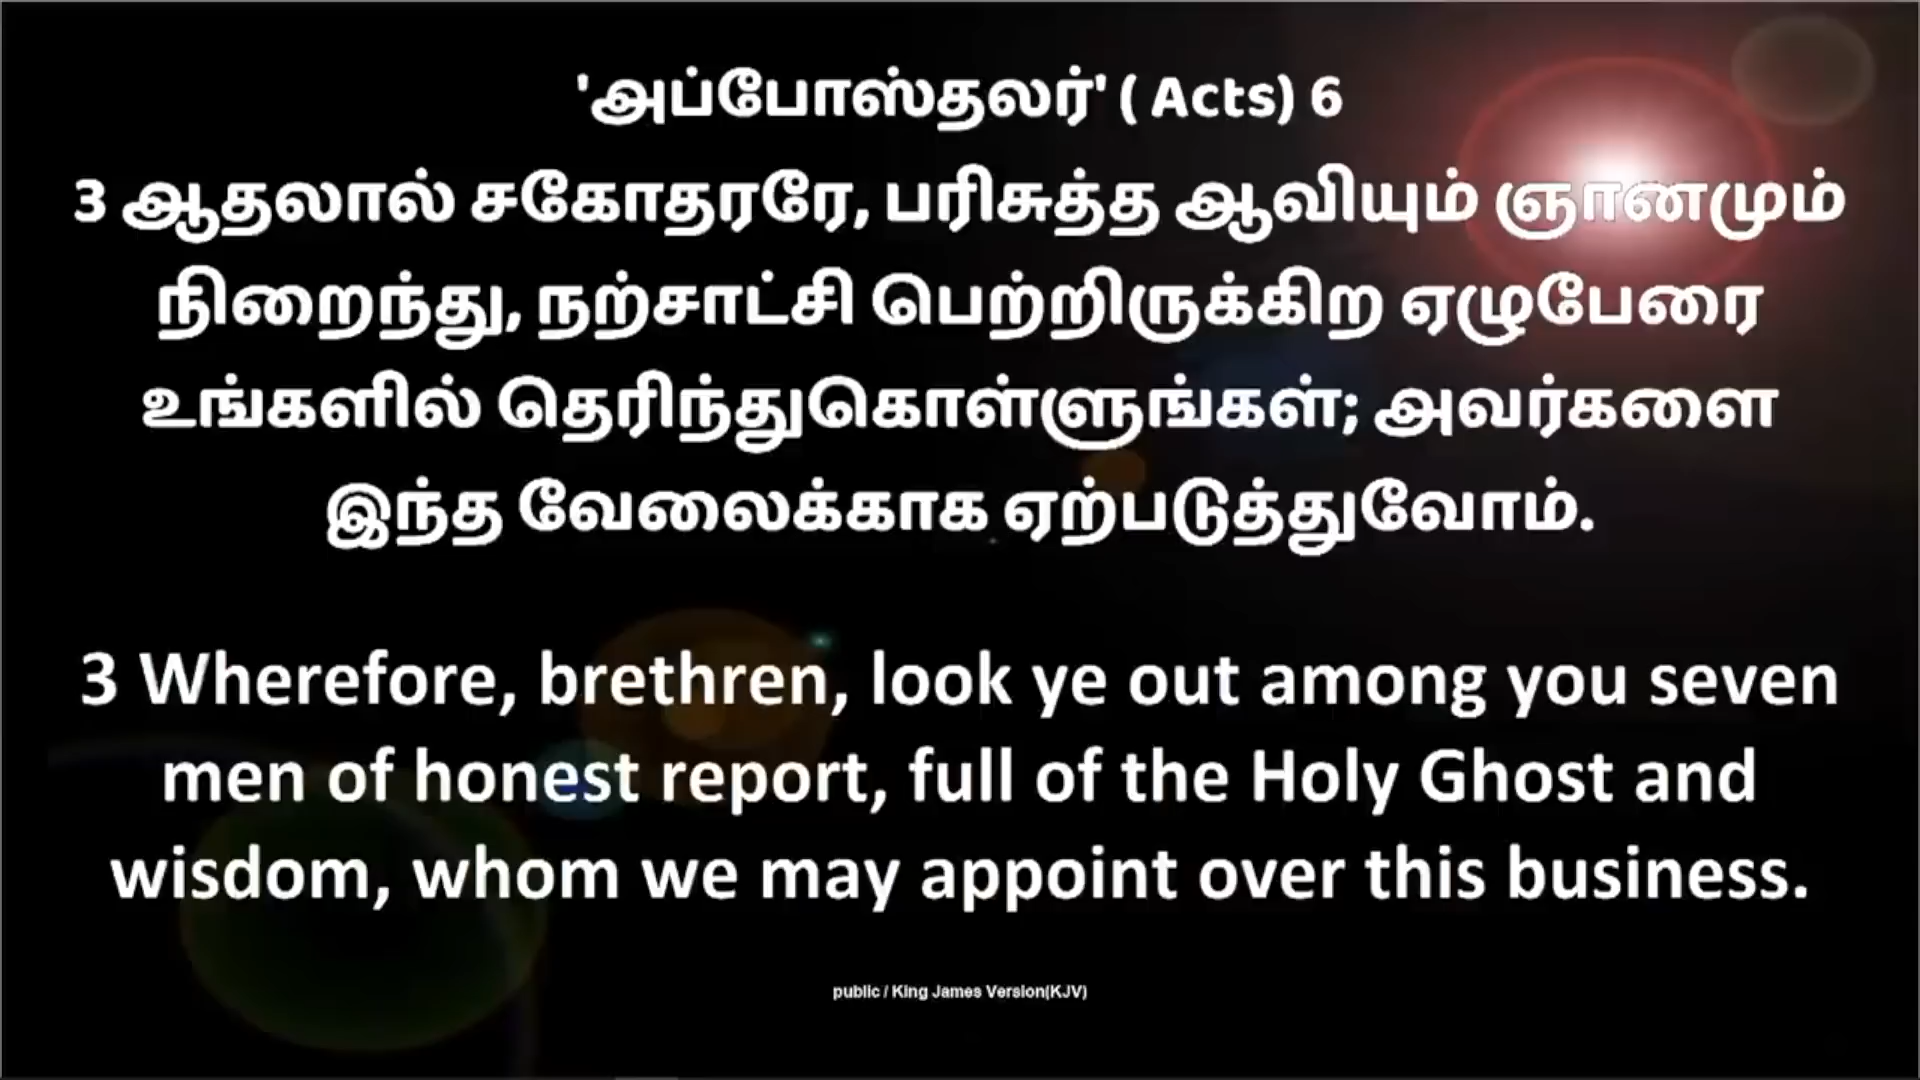 'அப்போஸ்தலர்' ( Acts) 6
3 ஆதலால் சகோதரரே, பரிசுத்த ஆவியும் ஞானமும்
நிறைந்து, நற்சாட்சி பெற்றிருக்கிற ஏழுபேரை
உங்களில் தெரிந்துகொள்ளுங்கள்; அவர்களை
இந்த வேலைக்காக ஏற்படுத்துவோம்.
3 Wherefore, brethren, look ye out among you seven
men of honest report, full of the Holy Ghost and
wisdom, whom we may appoint over this business.
public / King James Version(KJV)